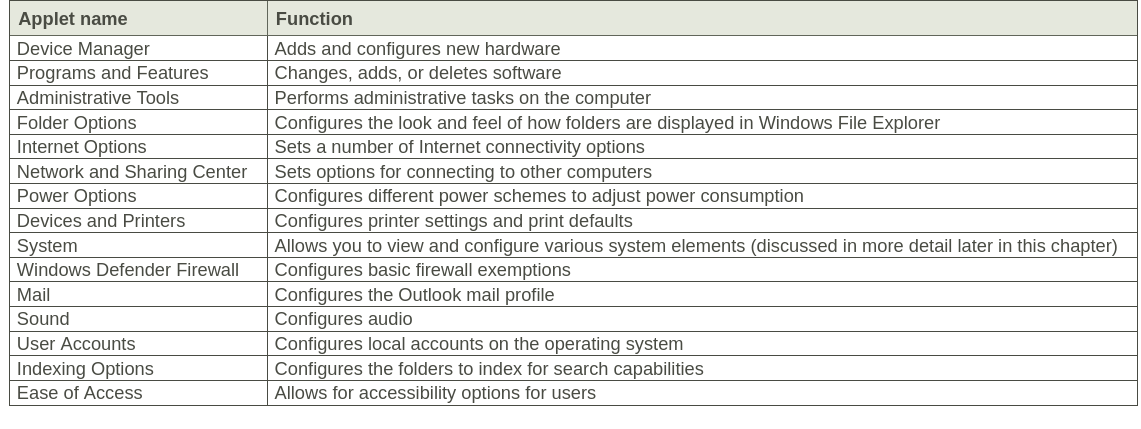 Applet name Function
Device Manager Adds and configures new hardware
Programs and Features Changes, adds, or deletes software
Administrative Tools Performs administrative tasks on the computer
Folder Options Configures the look and feel of how folders are displayed in Windows File Explorer
Internet Options Sets a number of Internet connectivity options
Network and Sharing Center Sets options for connecting to other computers
Power Options Configures different power schemes to adjust power consumption
Devices and Printers Configures printer settings and print defaults
System Allows you to view and configure various system elements (discussed in more detail later in this chapter)
Windows Defender Firewall Configures basic firewall exemptions
Mail Configures the Outlook mail profile
Sound Configures audio
User Accounts Configures local accounts on the operating system
Indexing Options Configures the folders to index for search capabilities
Ease of Access Allows for accessibility options for users